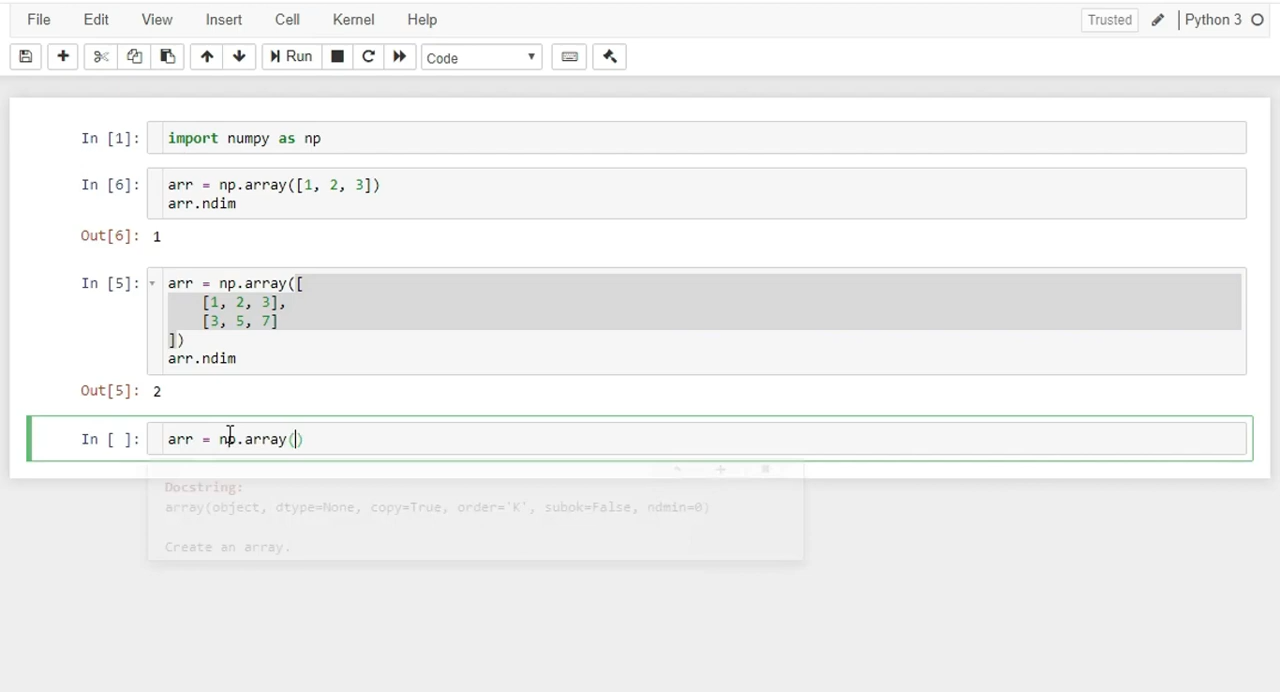 File Edit View Insert Cell Kernel Help Trusted Python 3
Run Code
In [1]: import numpy as np
In [6]: arr = np.array([1, 2, 3])
arr.ndim
Out[6]: 1
In [5]: arr = np.array([
[1, 2, 3],
[3, 5, 7]
])
arr.ndim
Out[5]: 2
In [ ]: arr = np.array()
Docstring:
array(object, dtype=None, copy=True, order='K', subok=False, ndmin=0)
Create an array.